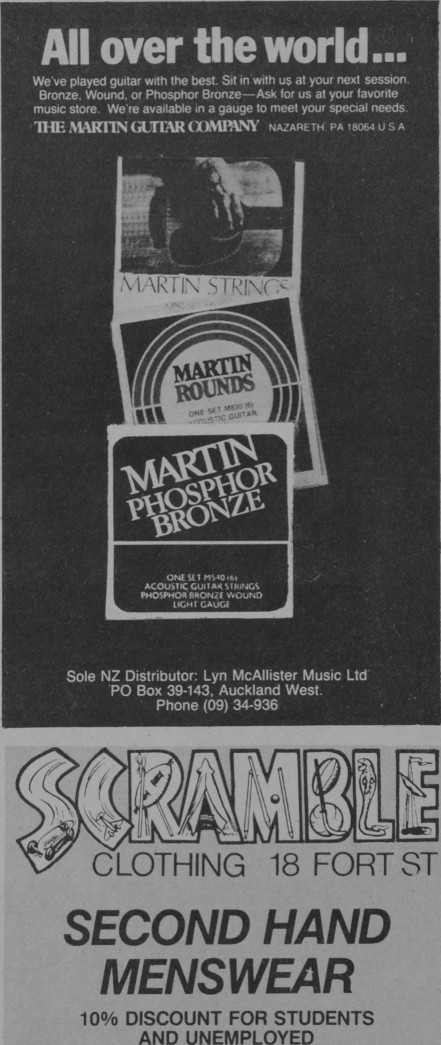 All over the world...
We've played guitar with the best. Sit in with us at your next session.
Bronze, Wound, or Phosphor Bronze—Ask for us at your favorite
music store. We're available in a gauge to meet your special needs.
THE MARTIN GUITAR COMPANY NAZARETH PA 18064 U S A
MARTIN STRINGS
MARTIN
ROUNDS
ONE SET M830 (6)
ACOUSTIC GUITAR
MARTIN
PHOSPHOR
BRONZE
ONE SET M540 (6)
ACOUSTIC GUITAR STRINGS
PHOSPHOR BRONZE WOUND
LIGHT GAUGE
Sole NZ Distributor: Lyn McAllister Music Ltd
PO Box 39-143, Auckland West.
Phone (09) 34-936
SCRAMBLE
CLOTHING 18 FORT ST
SECOND HAND
MENSWEAR
10% DISCOUNT FOR STUDENTS
AND UNEMPLOYED